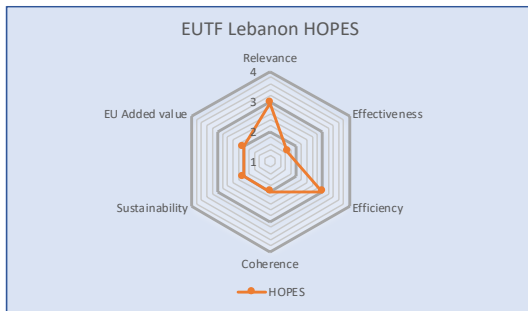 EUTF Lebanon HOPES
Relevance
4
3
EU Added value
Effectiveness
2
1
Sustainability
Efficiency
Coherence
HOPES